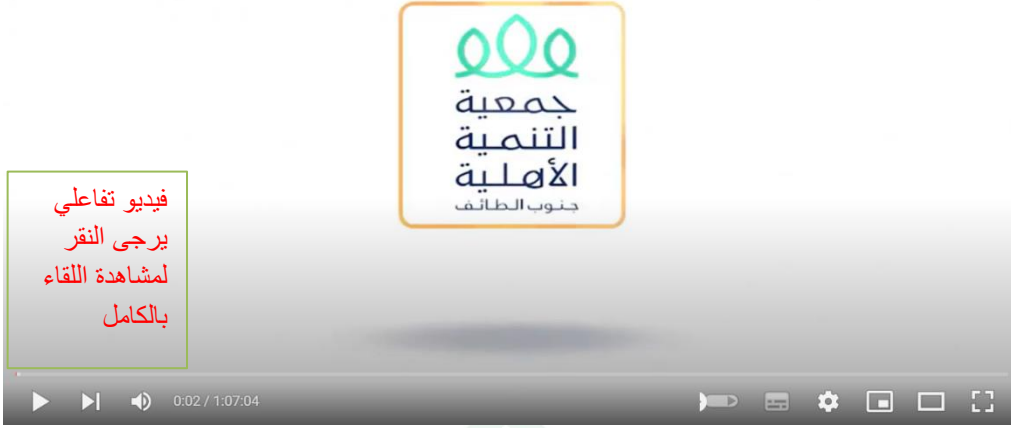 جمعية
التنمية
الأهلية
جنوب الطائف
فيديو تفاعلي
يرجى النقر
لمشاهدة اللقاء
بالكامل
0:02 / 1:07:04